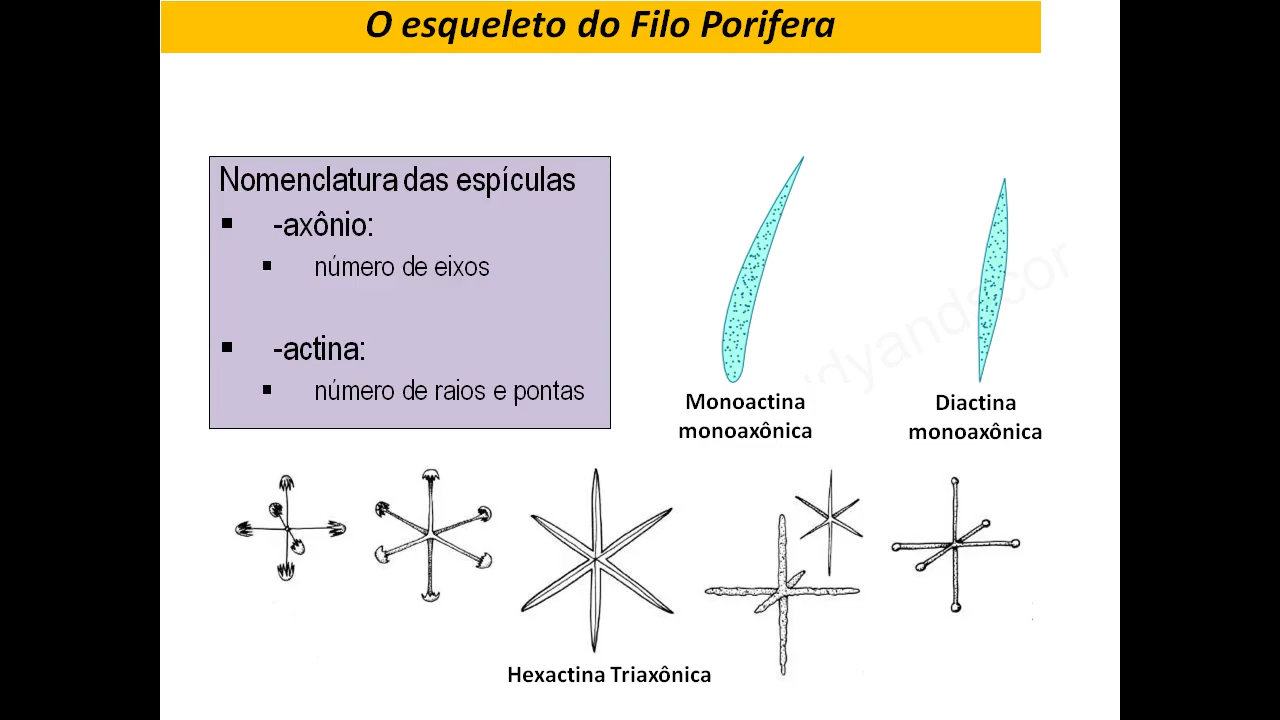 O esqueleto do Filo Porifera
Nomenclatura das espículas
-axônio:
número de eixos
-actina:
número de raios e pontas
Monoactina
monoaxônica
Diactina
monoaxônica
Hexactina Triaxônica